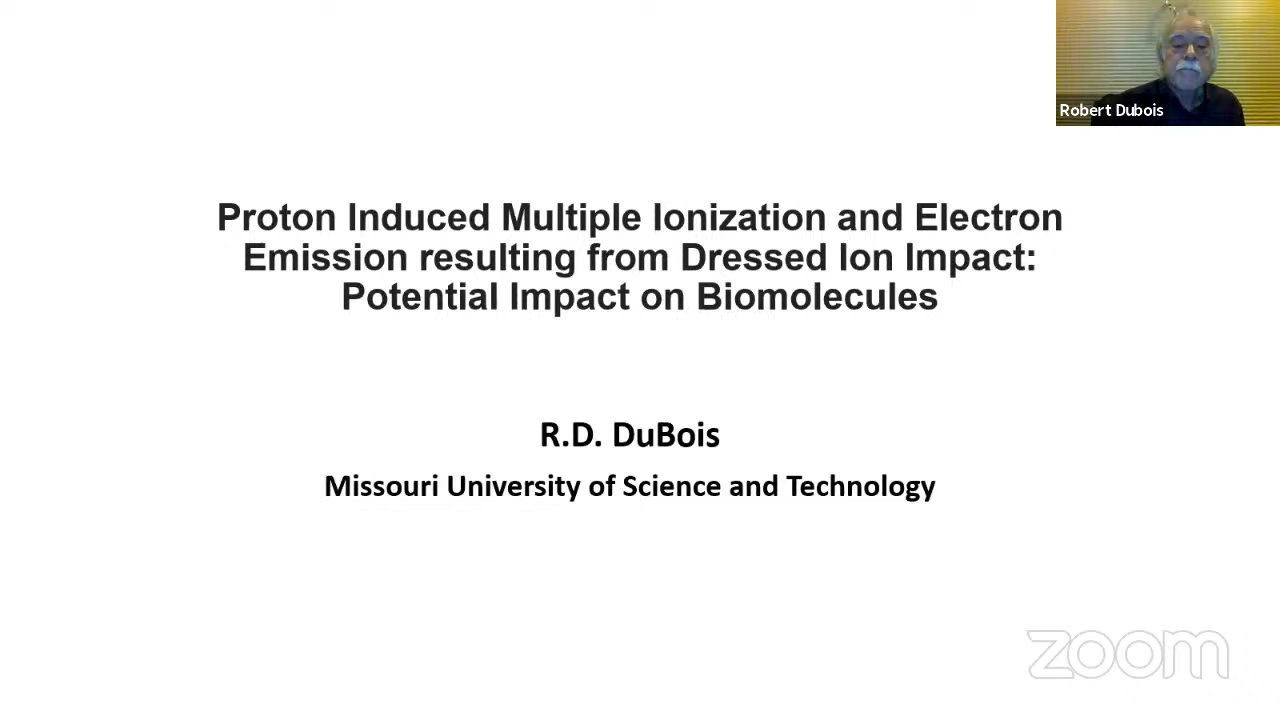 Robert Dubois
Proton Induced Multiple Ionization and Electron
Emission resulting from Dressed Ion Impact:
Potential Impact on Biomolecules
R.D. DuBois
Missouri University of Science and Technology
zoom